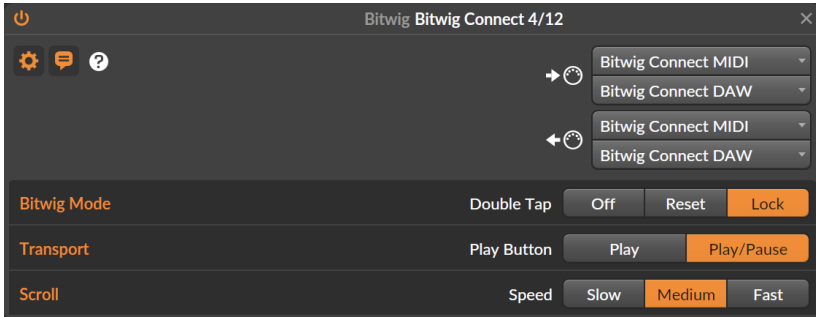 Bitwig Bitwig Connect 4/12
?
Bitwig Connect MIDI
Bitwig Connect DAW
Bitwig Connect MIDI
Bitwig Connect DAW
Bitwig Mode Double Tap Off Reset Lock
Transport Play Button Play Play/Pause
Scroll Speed Slow Medium Fast